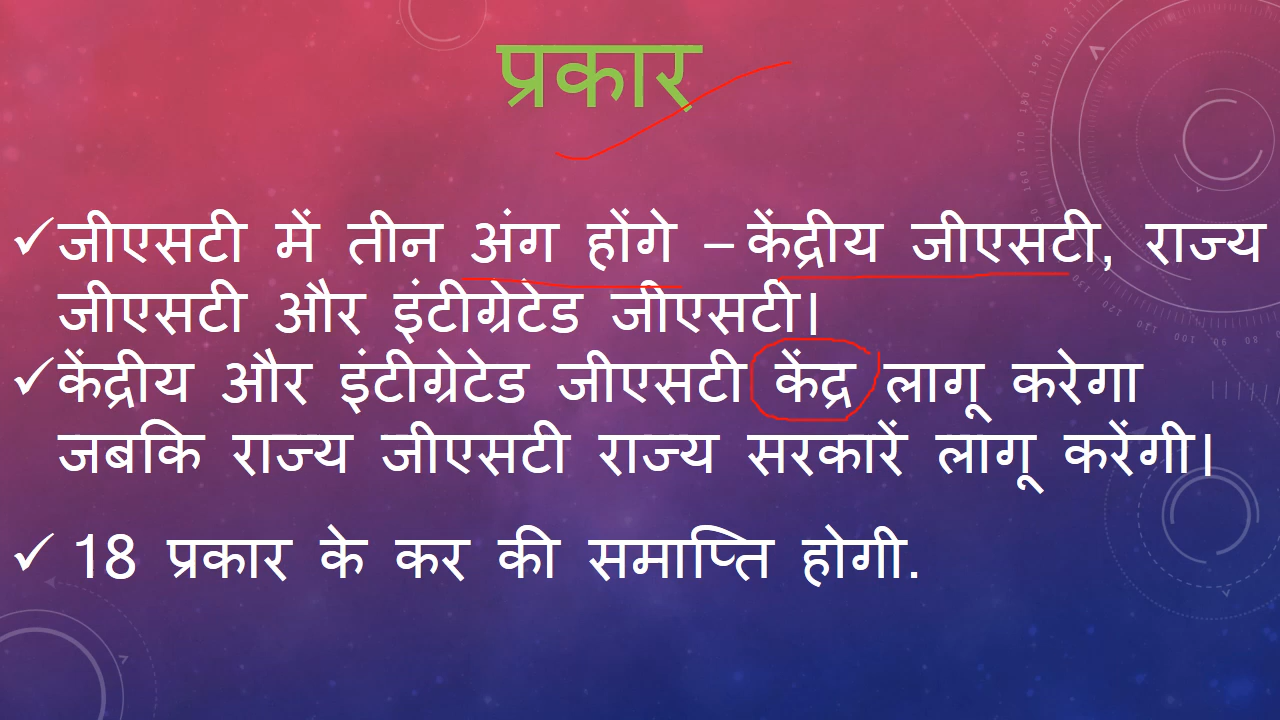 प्रकार
जीएसटी में तीन अंग होंगे – केंद्रीय जीएसटी, राज्य
जीएसटी और इंटीग्रेटेड जीएसटी।
केंद्रीय और इंटीग्रेटेड जीएसटी केंद्र लागू करेगा
जबकि राज्य जीएसटी राज्य सरकारें लागू करेंगी।
18 प्रकार के कर की समाप्ति होगी.